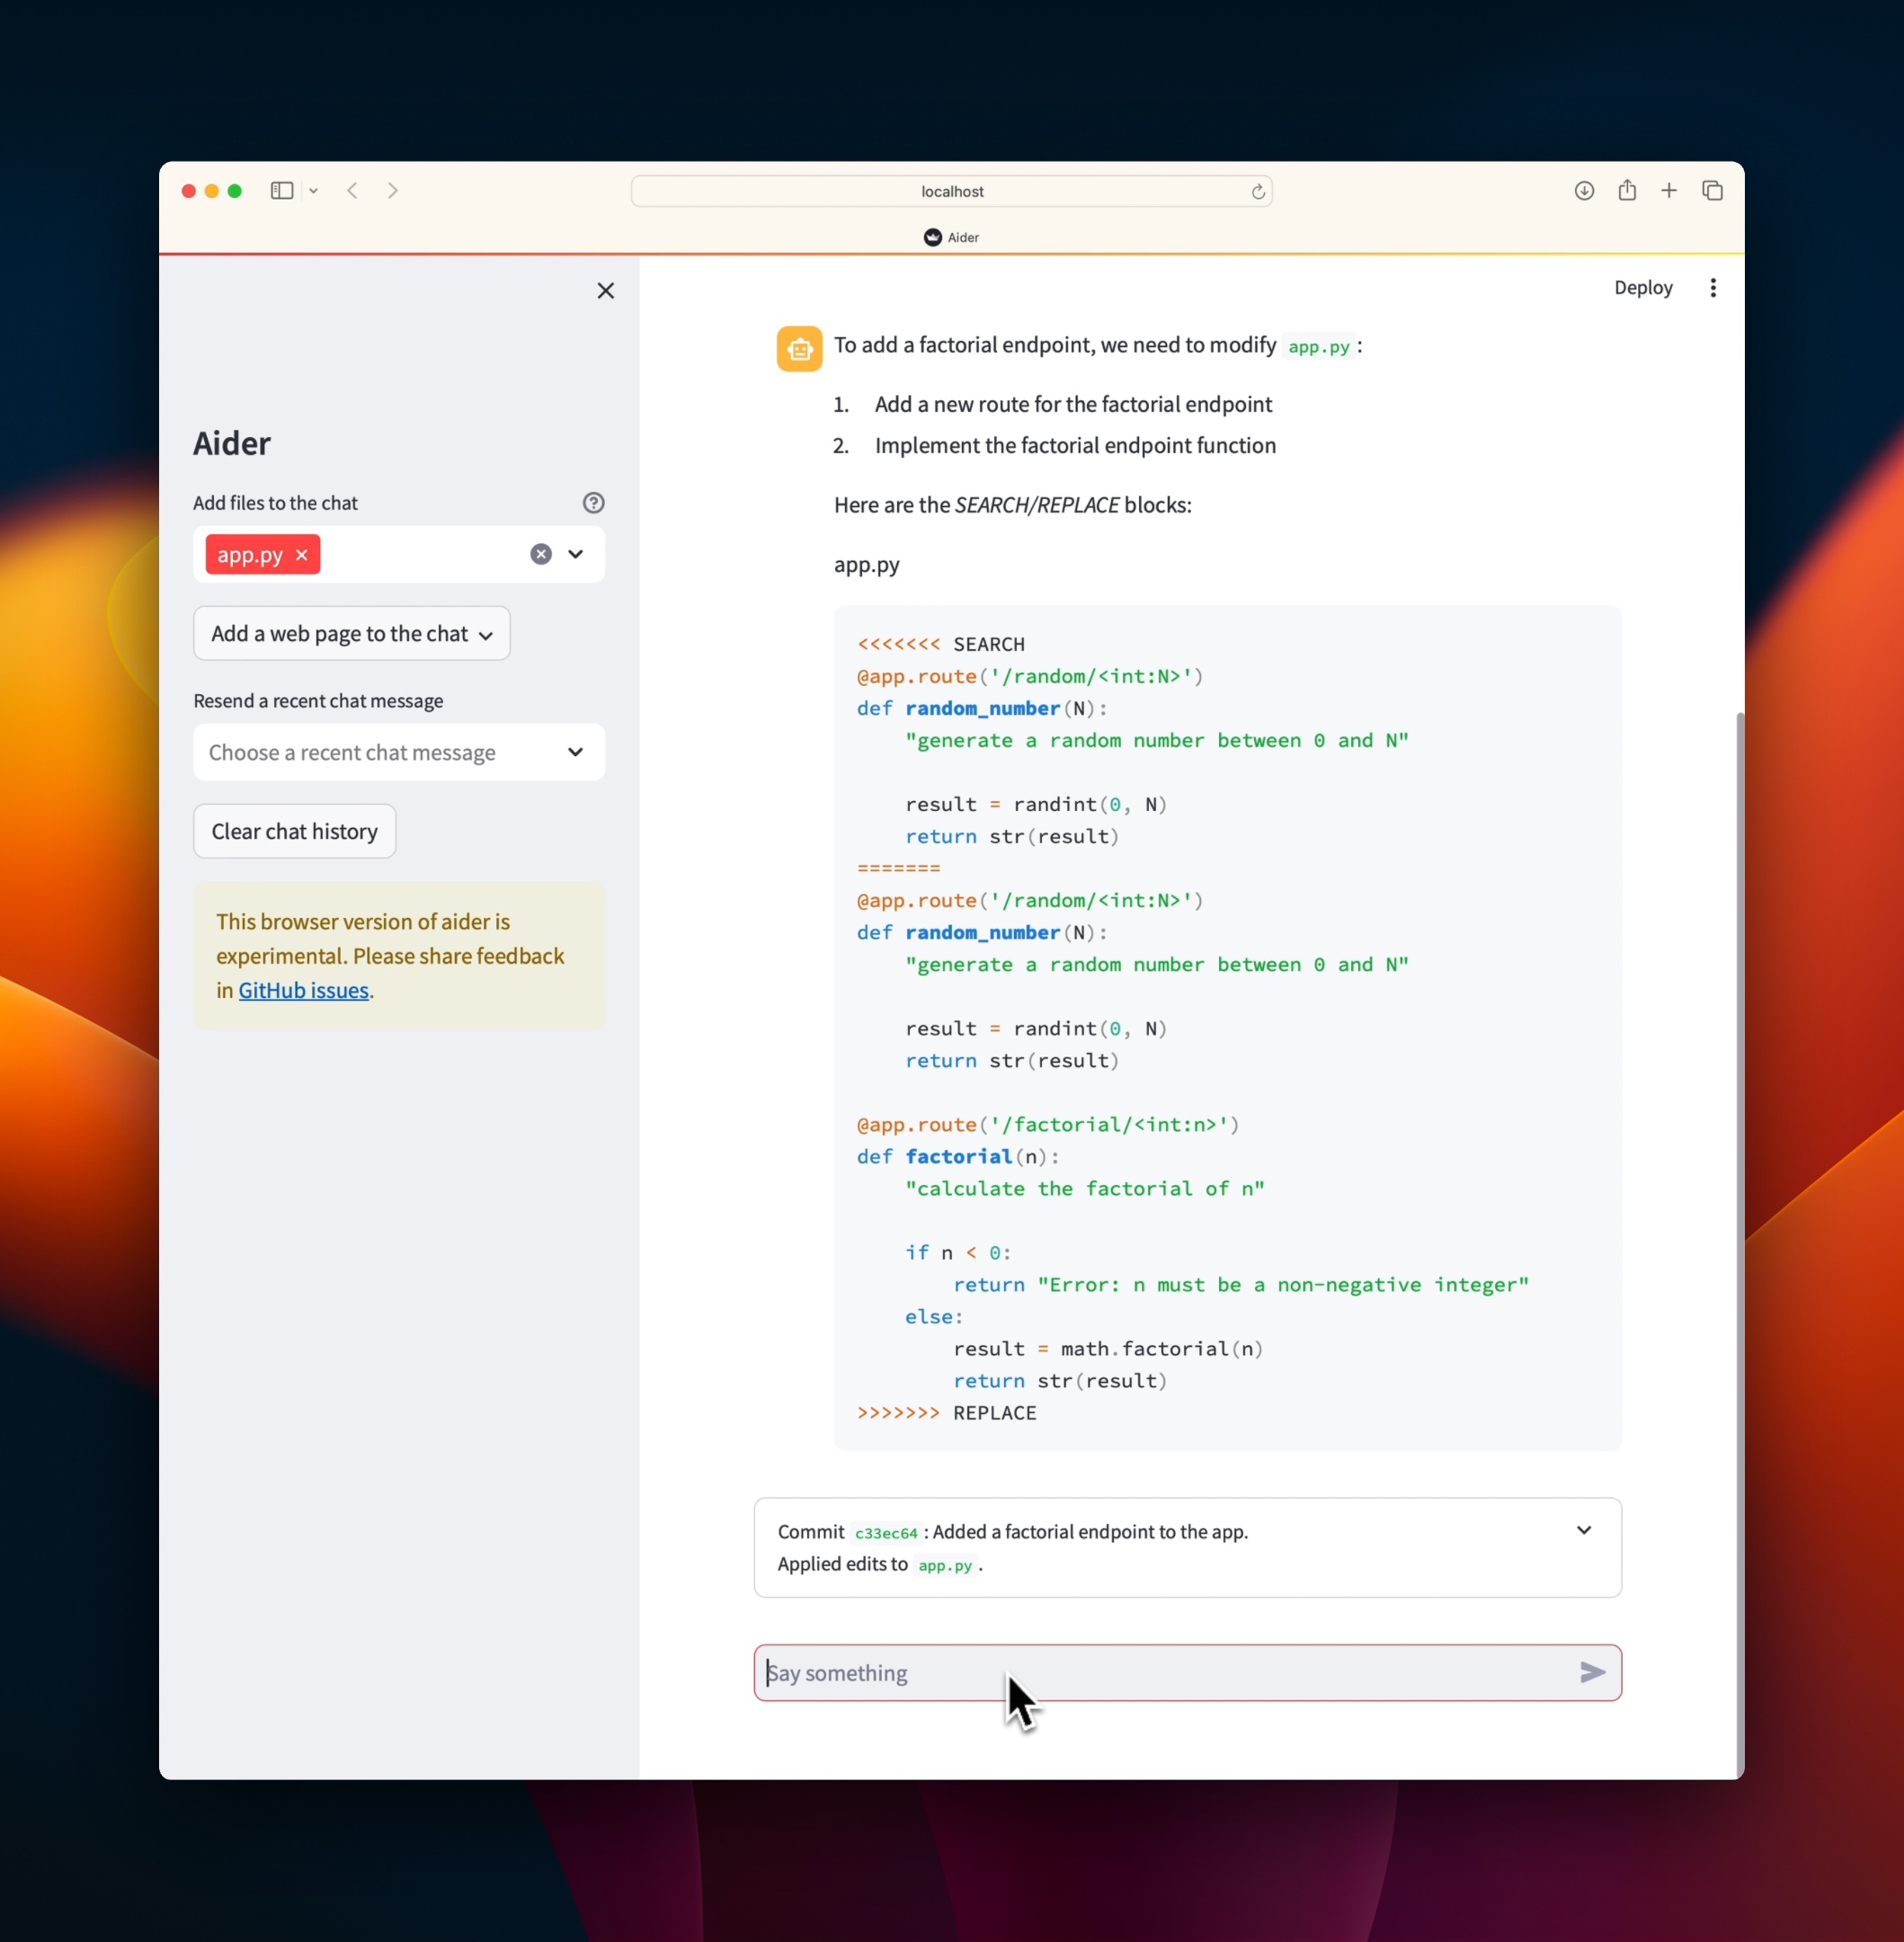 localhost
Aider
Deploy
Aider
Add files to the chat
app.py
Add a web page to the chat
Resend a recent chat message
Choose a recent chat message
Clear chat history
This browser version of aider is
experimental. Please share feedback
in GitHub issues.
To add a factorial endpoint, we need to modify app.py :
1. Add a new route for the factorial endpoint
2. Implement the factorial endpoint function
Here are the SEARCH/REPLACE blocks:
app.py
<<<<<<< SEARCH
@app.route('/random/<int:N>')
def random_number(N):
    "generate a random number between 0 and N"
    result = randint(0, N)
    return str(result)
=======
@app.route('/random/<int:N>')
def random_number(N):
    "generate a random number between 0 and N"
    result = randint(0, N)
    return str(result)
@app.route('/factorial/<int:n>')
def factorial(n):
    "calculate the factorial of n"
    if n < 0:
        return "Error: n must be a non-negative integer"
    else:
        result = math.factorial(n)
        return str(result)
>>>>>>> REPLACE
Commit c33ec64 : Added a factorial endpoint to the app.
Applied edits to app.py .
Say something